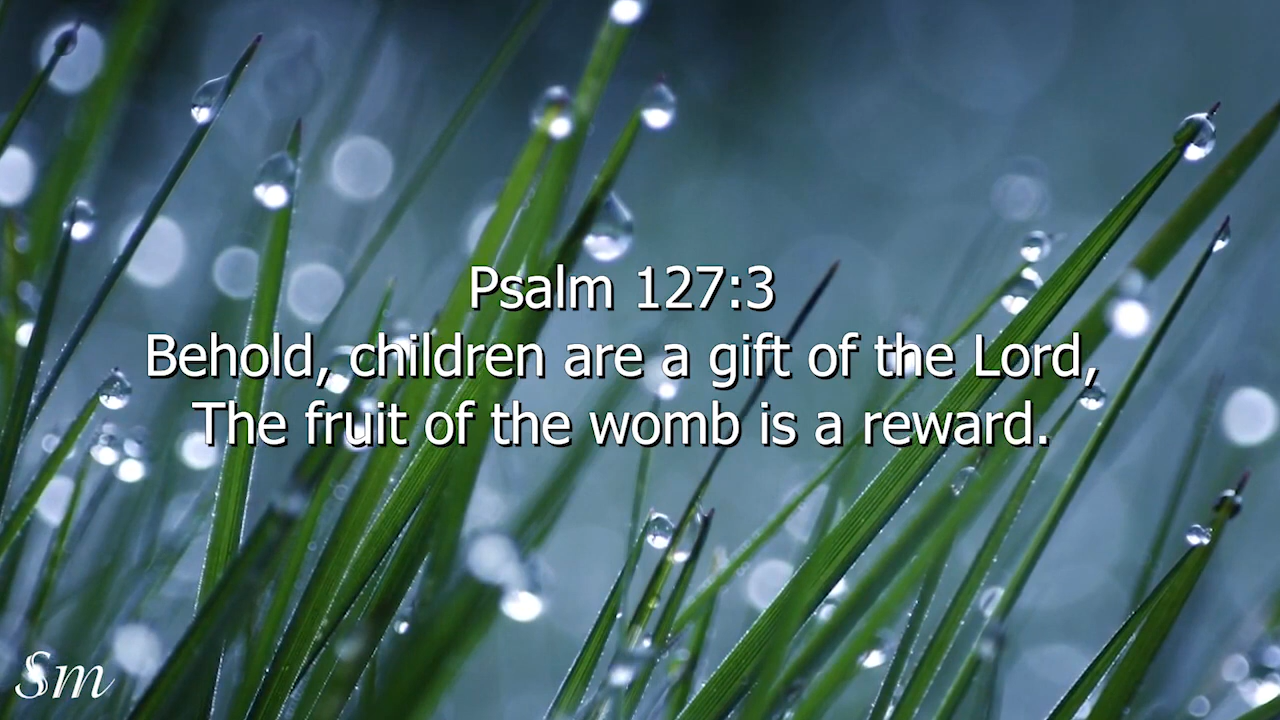 Psalm 127:3
Behold, children are a gift of the Lord,
The fruit of the womb is a reward.
Sm